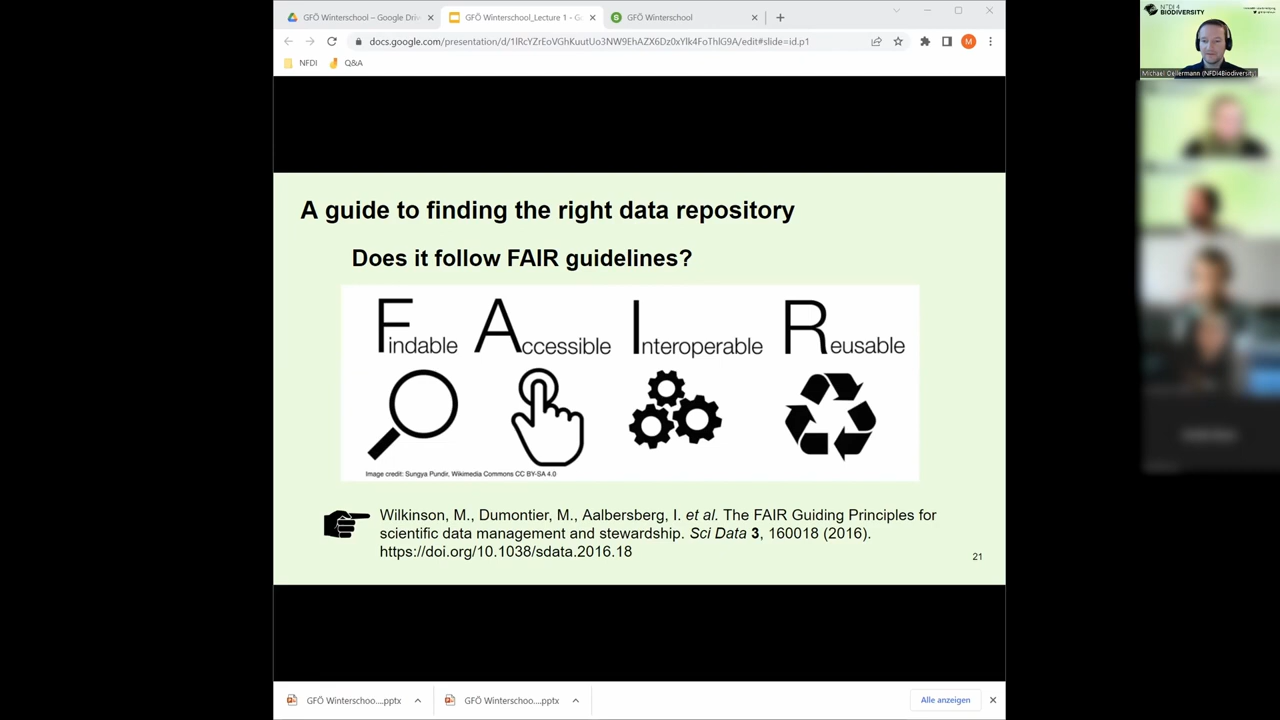 GFÖ Winterschool – Google Driv
GFÖ Winterschool_Lecture 1 - Go
GFÖ Winterschool
docs.google.com/presentation/d/1lRcYZrEoVGhKuutUo3NW9EhAZX6Dz0xYlk4FoThlG9A/edit#slide=id.p1
M
NFDI
Q&A
A guide to finding the right data repository
Does it follow FAIR guidelines?
Findable Accessible Interoperable Reusable
Image credit: Sungya Pundir, Wikimedia Commons CC BY-SA 4.0
Wilkinson, M., Dumontier, M., Aalbersberg, I. et al. The FAIR Guiding Principles for
scientific data management and stewardship. Sci Data 3, 160018 (2016).
https://doi.org/10.1038/sdata.2016.18
21
GFÖ Winterschoo....pptx
GFÖ Winterschoo....pptx
Alle anzeigen
NFDI4
BIODIVERSITY
(NFDI4Biodiversity)